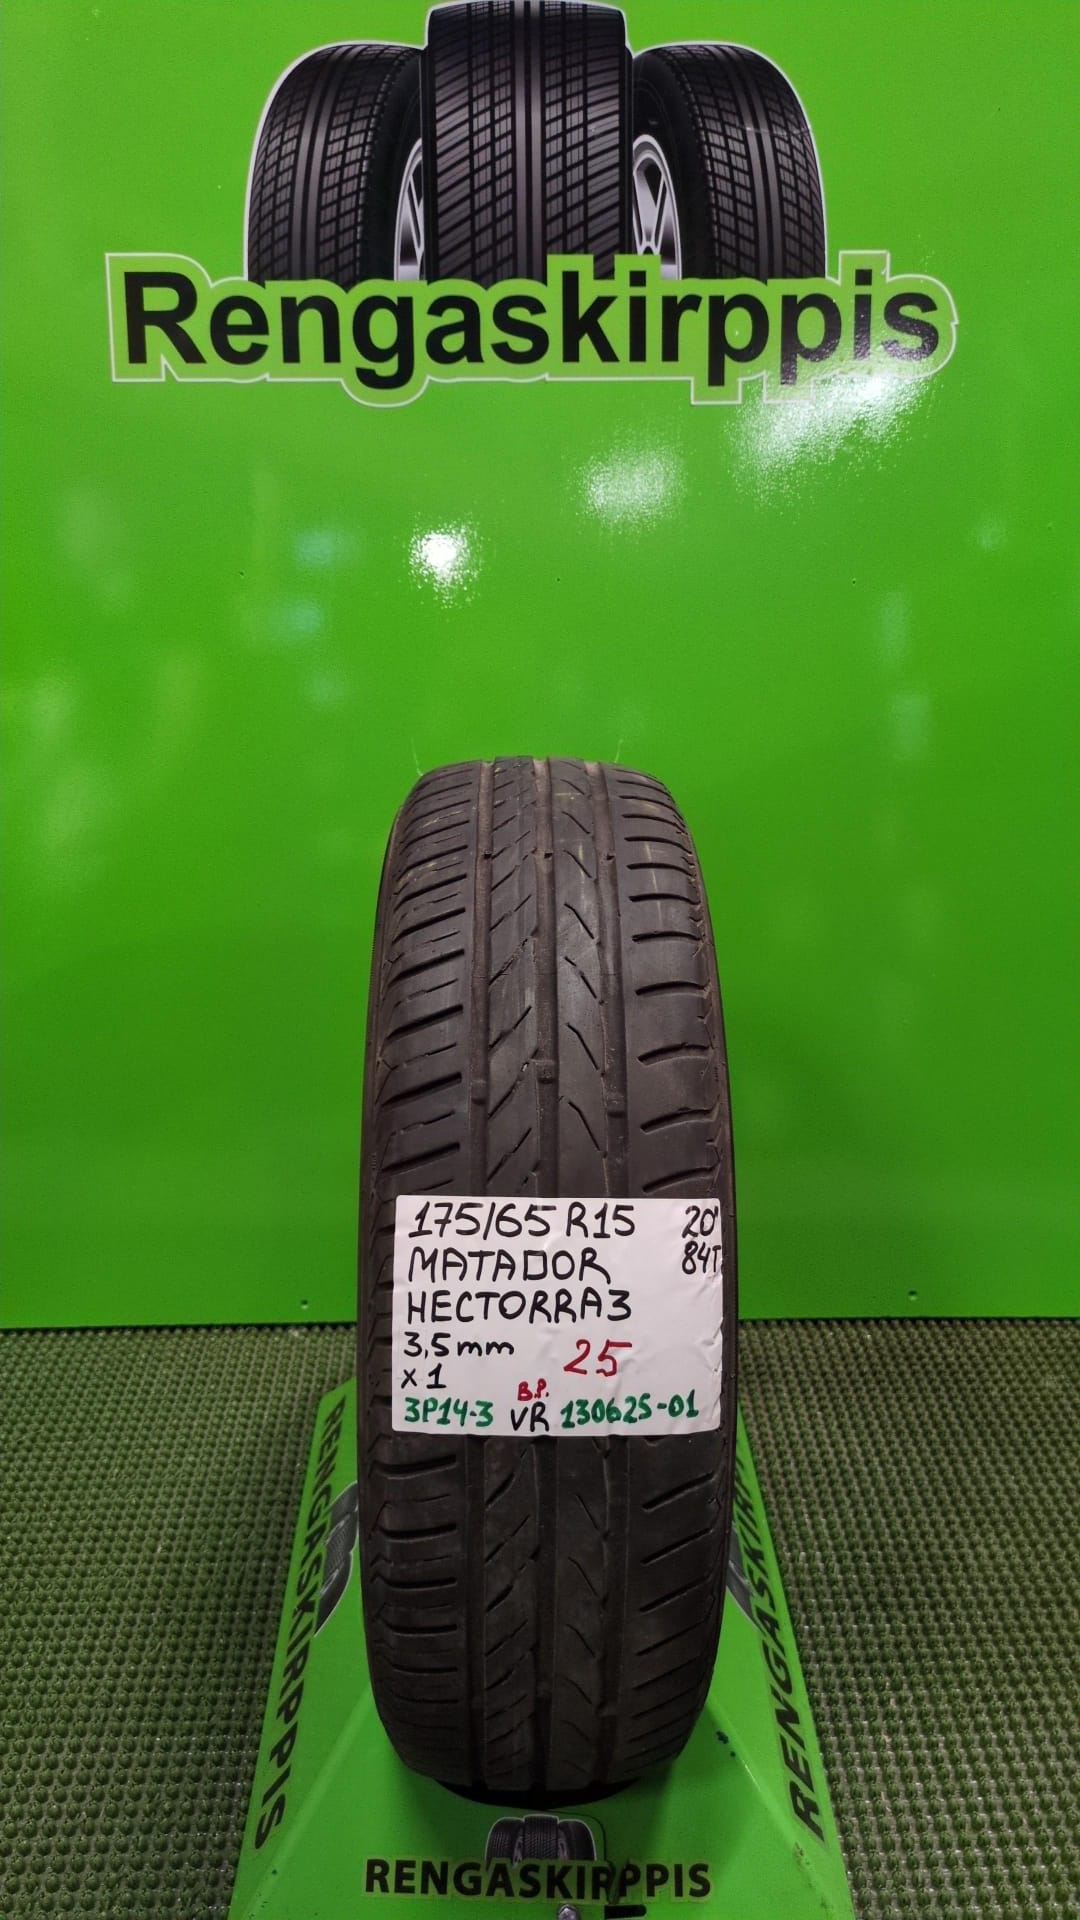 Rengaskirppis
175/65 R15 20'
MATADOR 84T
HECTORRA3
3,5mm 25
x1 B.P.
3P14-3 VR 130625-01
RENGASKIRPPIS
RENGASKIRPPIS
RENGASKIRPPIS